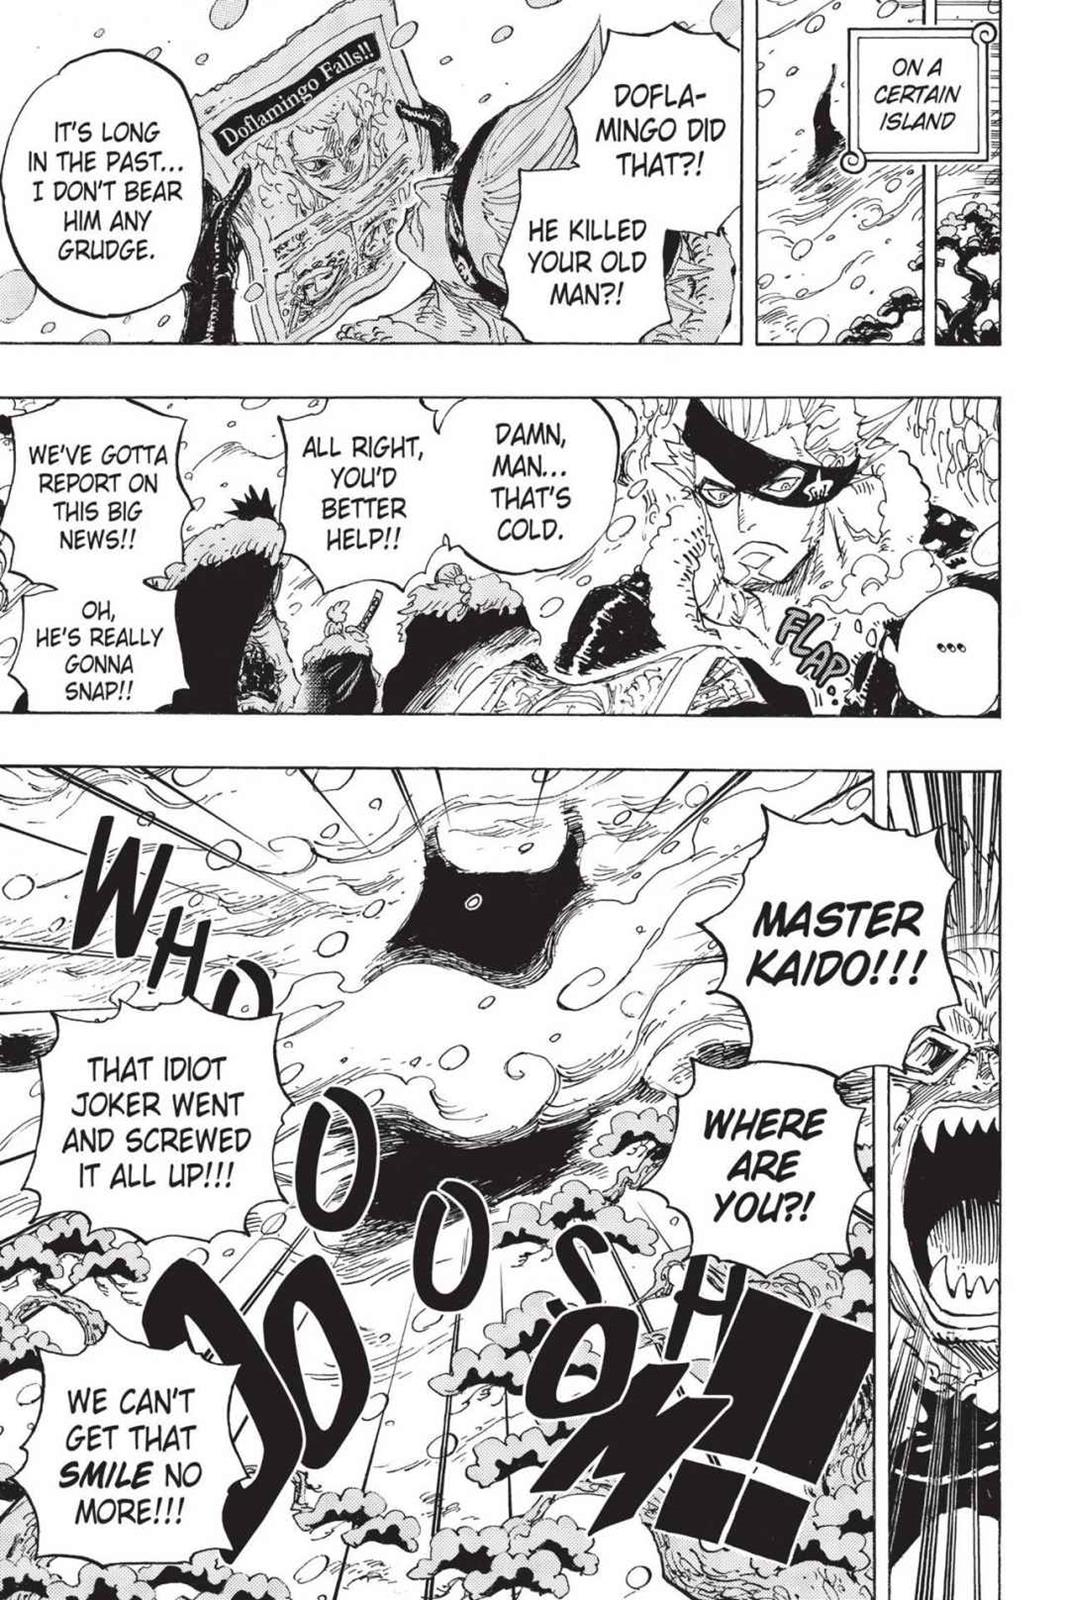 ON A
CERTAIN
ISLAND
DOFLA-
MINGO DID
THAT?!
HE KILLED
YOUR OLD
MAN?!
Doflamingo Falls!!
IT'S LONG
IN THE PAST...
I DON'T BEAR
HIM ANY
GRUDGE.
...
FLAP
DAMN,
MAN...
THAT'S
COLD.
ALL RIGHT,
YOU'D
BETTER
HELP!!
WE'VE GOTTA
REPORT ON
THIS BIG
NEWS!!
OH,
HE'S REALLY
GONNA
SNAP!!
MASTER
KAIDO!!!
WHERE
ARE
YOU?!
WHOOOSH!!
THAT IDIOT
JOKER WENT
AND SCREWED
IT ALL UP!!!
WE CAN'T
GET THAT
SMILE NO
MORE!!!
DOOM!!